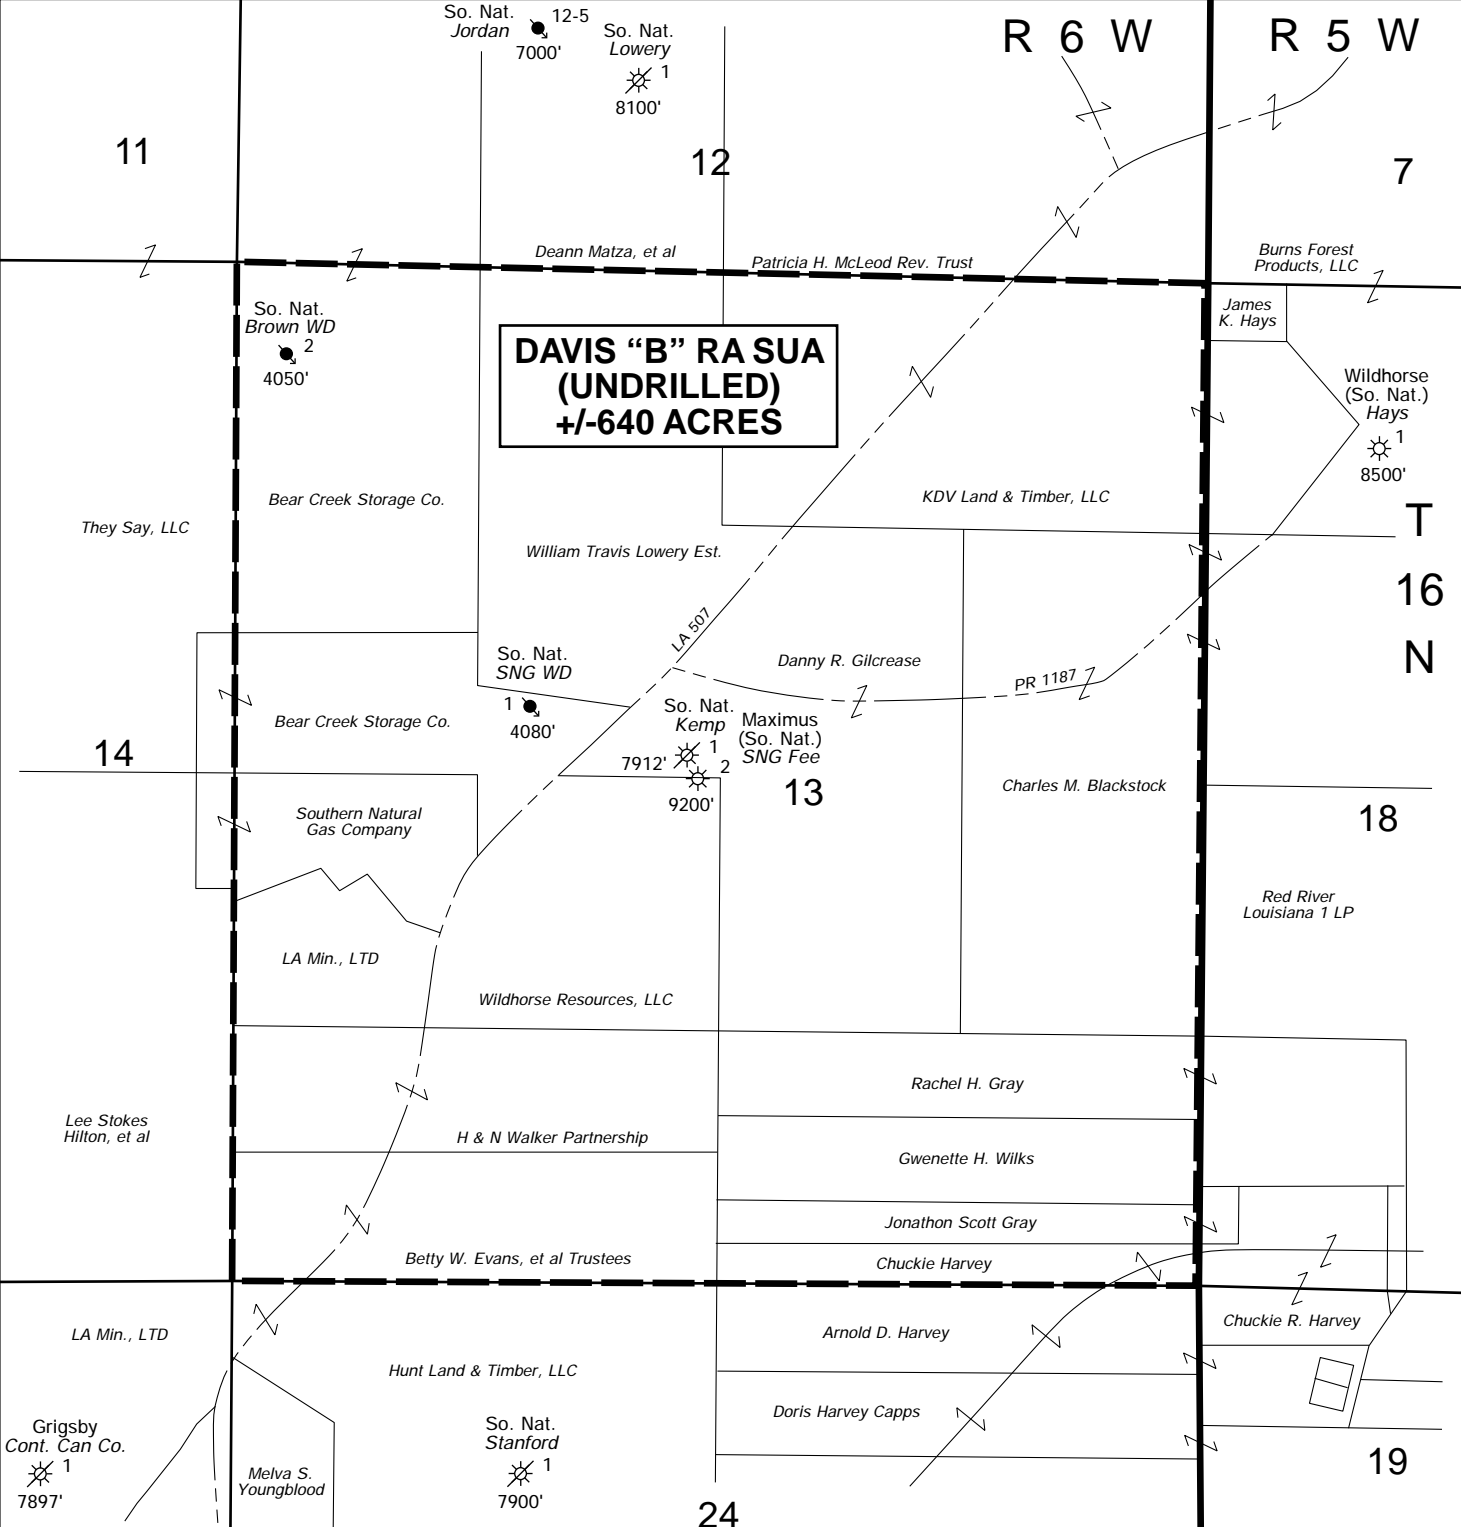 So. Nat.
Jordan
12-5
7000'
So. Nat.
Lowery
1
8100'
R 6 W
R 5 W
11
12
7
Deann Matza, et al
Patricia H. McLeod Rev. Trust
Burns Forest
Products, LLC
So. Nat.
Brown WD
2
4050'
DAVIS “B” RA SUA
(UNDRILLED)
+/-640 ACRES
James
K. Hays
Wildhorse
(So. Nat.)
Hays
1
8500'
Bear Creek Storage Co.
KDV Land & Timber, LLC
They Say, LLC
William Travis Lowery Est.
T
16
N
LA 507
So. Nat.
SNG WD
1
4080'
Danny R. Gilcrease
PR 1187
So. Nat.
Kemp
1
7912'
Maximus
(So. Nat.)
SNG Fee
2
9200'
Bear Creek Storage Co.
14
13
Charles M. Blackstock
Southern Natural
Gas Company
18
Red River
Louisiana 1 LP
LA Min., LTD
Wildhorse Resources, LLC
Rachel H. Gray
Lee Stokes
Hilton, et al
H & N Walker Partnership
Gwenette H. Wilks
Jonathon Scott Gray
Betty W. Evans, et al Trustees
Chuckie Harvey
LA Min., LTD
Arnold D. Harvey
Chuckie R. Harvey
Hunt Land & Timber, LLC
Doris Harvey Capps
Grigsby
Cont. Can Co.
1
7897'
Melva S.
Youngblood
So. Nat.
Stanford
1
7900'
19
24